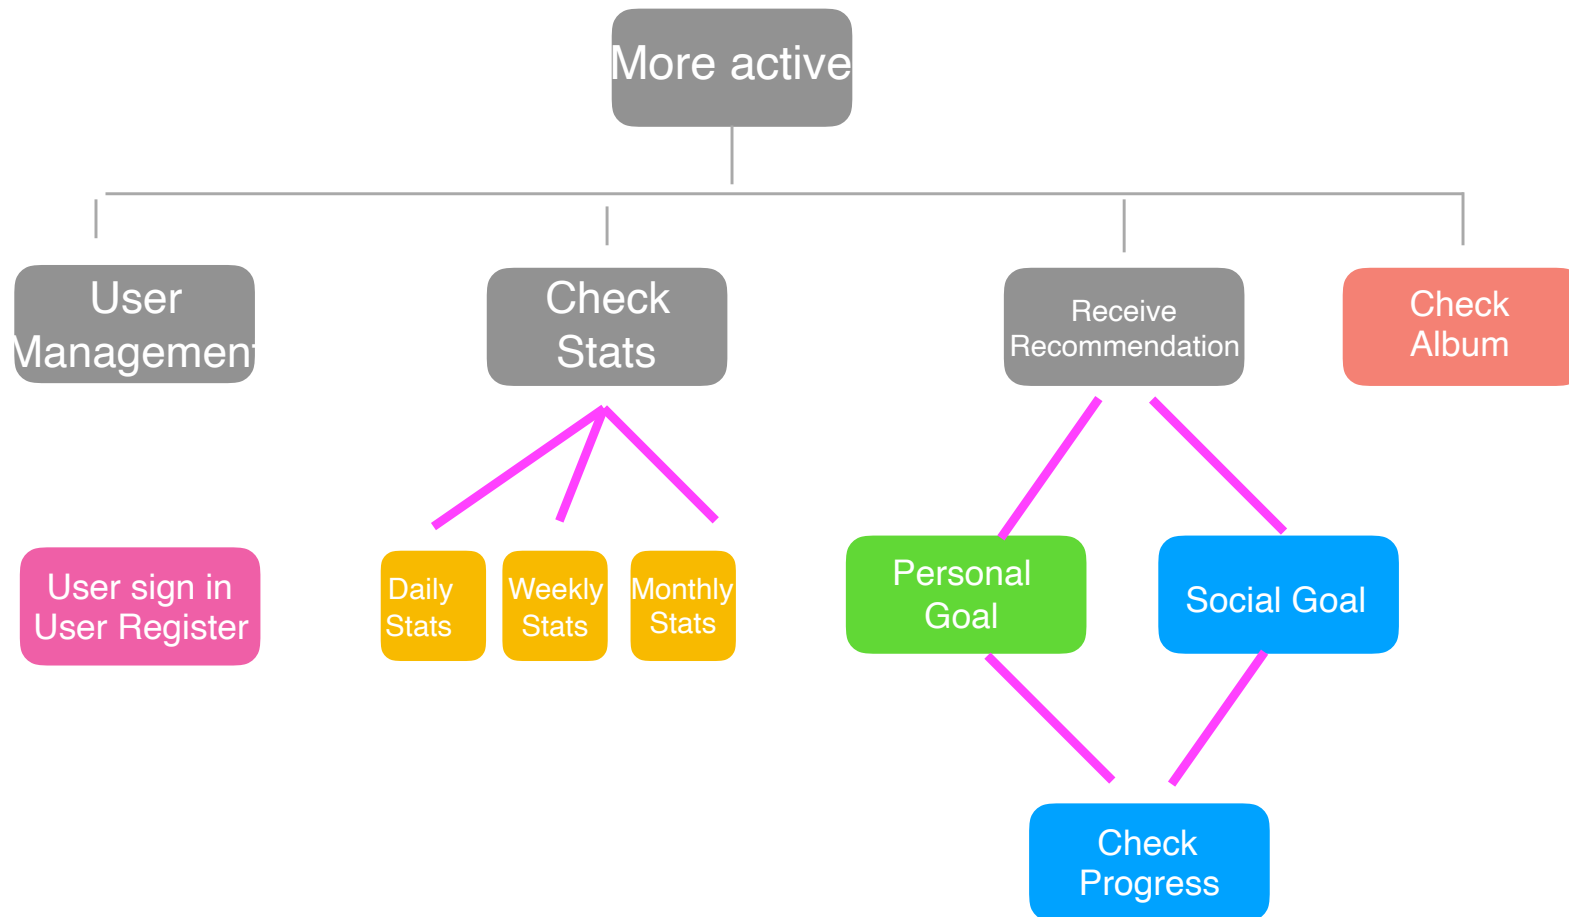 More active
User
Management
Check
Stats
Receive
Recommendation
Check
Album
User sign in
User Register
Daily
Stats
Weekly
Stats
Monthly
Stats
Personal
Goal
Social Goal
Check
Progress